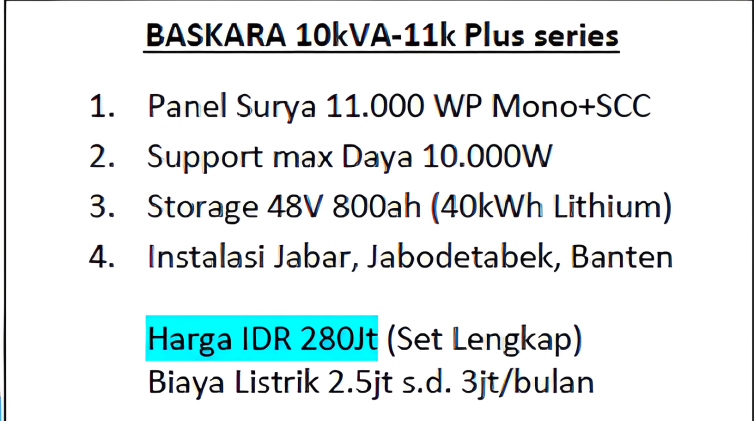 BASKARA 10kVA-11k Plus series
1. Panel Surya 11.000 WP Mono+SCC
2. Support max Daya 10.000W
3. Storage 48V 800ah (40kWh Lithium)
4. Instalasi Jabar, Jabodetabek, Banten
Harga IDR 280Jt (Set Lengkap)
Biaya Listrik 2.5jt s.d. 3jt/bulan